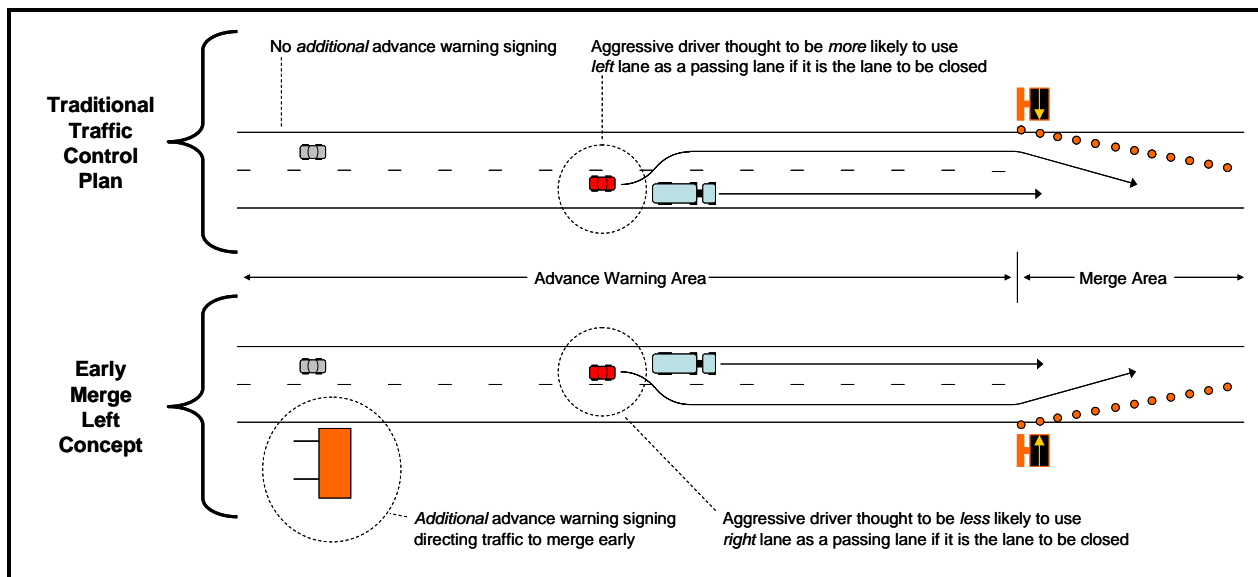 No additional advance warning signing
Aggressive driver thought to be more likely to use
left lane as a passing lane if it is the lane to be closed
Traditional
Traffic
Control
Plan
Advance Warning Area
Merge Area
Early
Merge
Left
Concept
Additional advance warning signing
directing traffic to merge early
Aggressive driver thought to be less likely to use
right lane as a passing lane if it is the lane to be closed